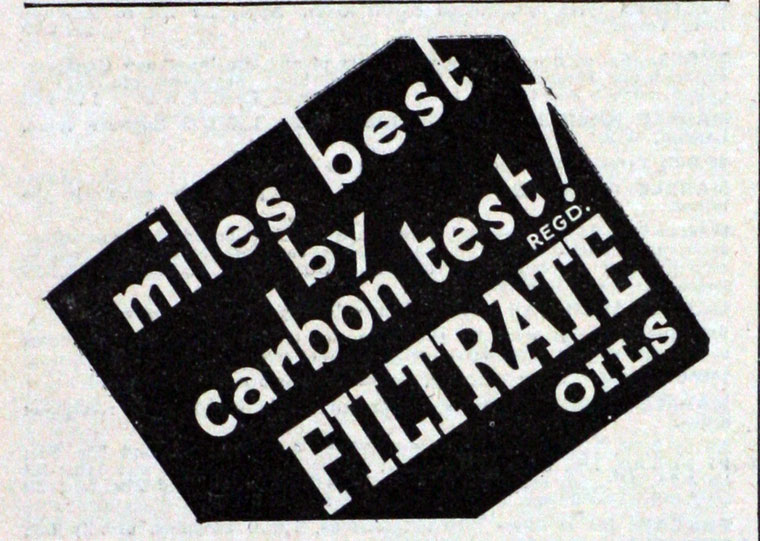 miles best
by
carbon test!
REGD.
FILTRATE
OILS